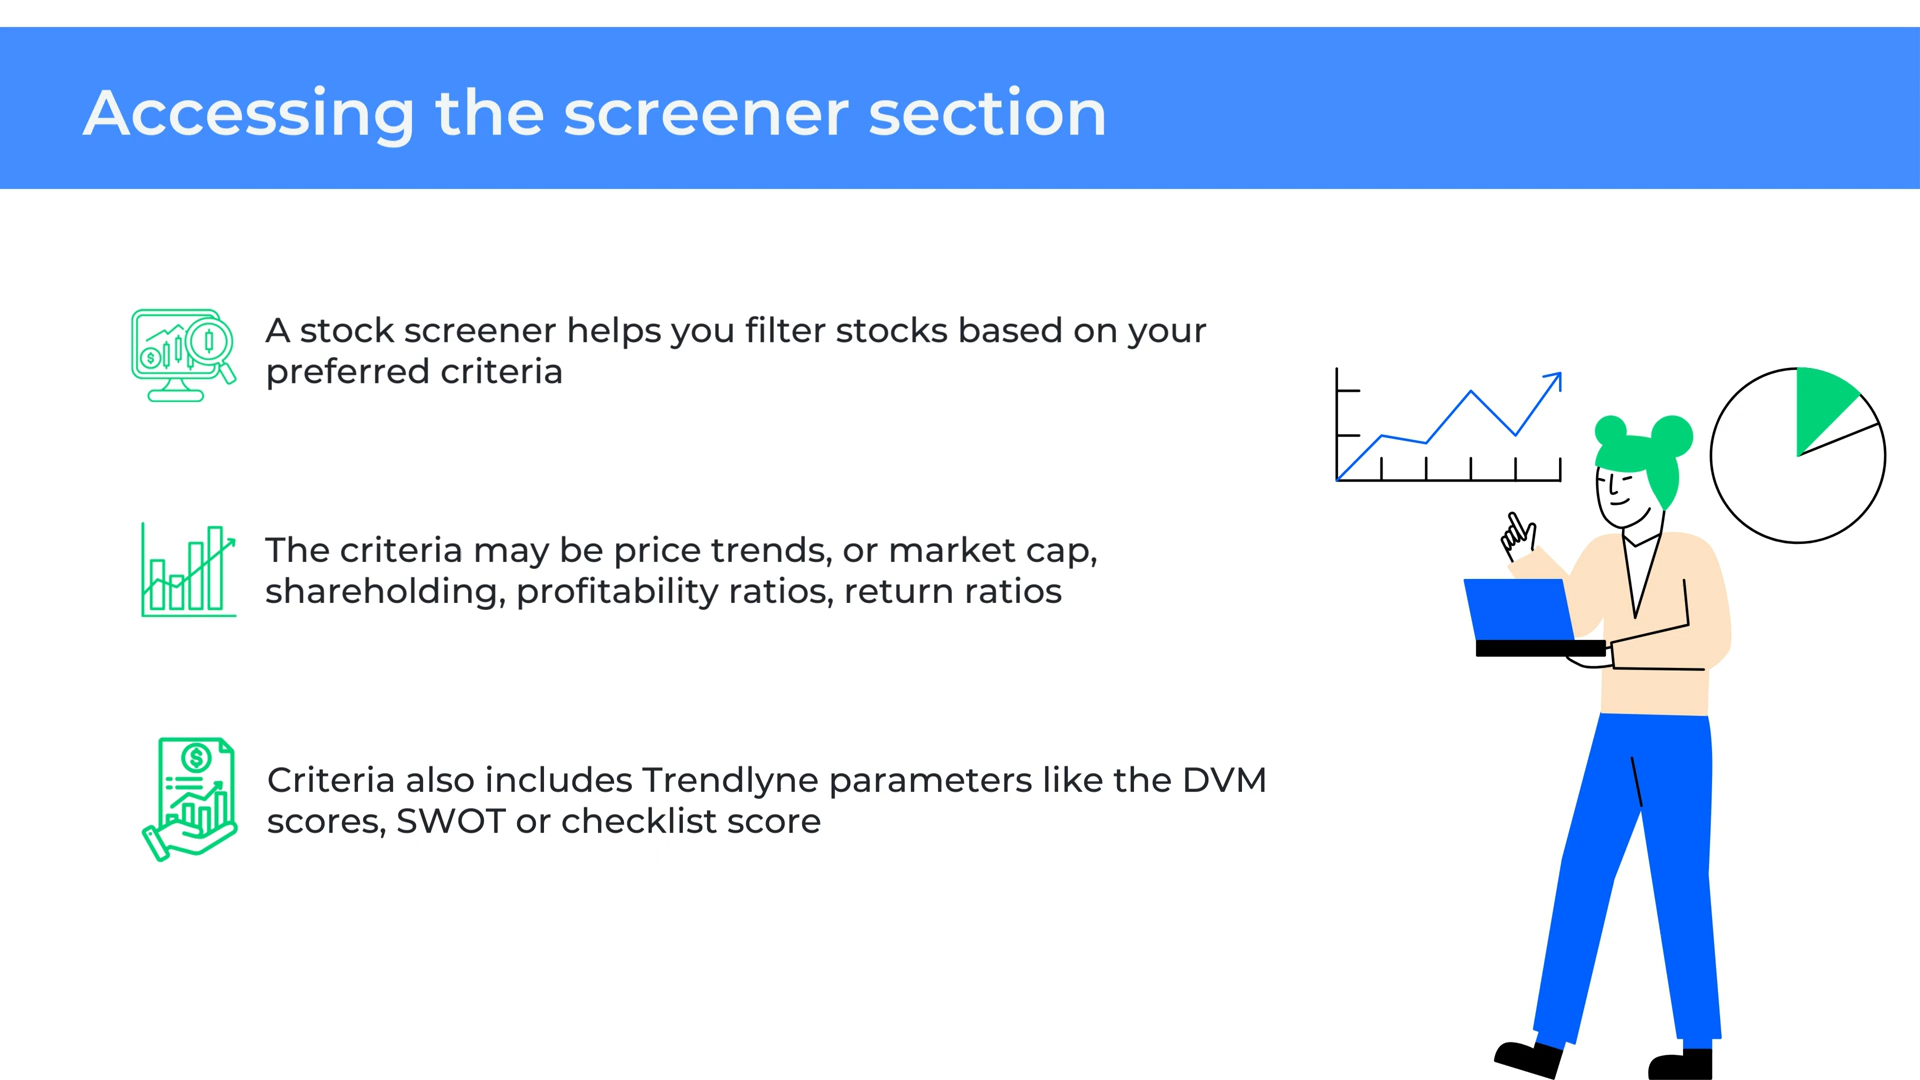 Accessing the screener section
A stock screener helps you filter stocks based on your
preferred criteria
The criteria may be price trends, or market cap,
shareholding, profitability ratios, return ratios
Criteria also includes Trendlyne parameters like the DVM
scores, SWOT or checklist score